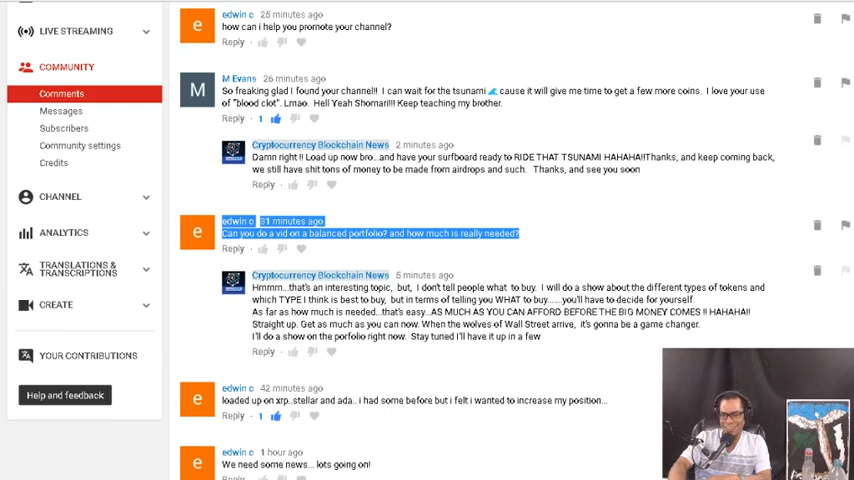 LIVE STREAMING
COMMUNITY
Comments
Messages
Subscribers
Community settings
Credits
CHANNEL
ANALYTICS
TRANSLATIONS &
TRANSCRIPTIONS
CREATE
YOUR CONTRIBUTIONS
Help and feedback
e
edwin c 25 minutes ago
how can i help you promote your channel?
Reply
M
M Evans 26 minutes ago
So freaking glad I found your channel!! I can wait for the tsunami 🌊 cause it will give me time to get a few more coins. I love your use
of "blood clot". Lmao. Hell Yeah Shornari!!! Keep teaching my brother.
Reply 1
Cryptocurrency Blockchain News 2 minutes ago
Damn right !! Load up now bro...and have your surfboard ready to RIDE THAT TSUNAMI HAHAHA!!Thanks, and keep coming back,
we still have shit tons of money to be made from airdrops and such. Thanks, and see you soon
Reply
e
edwin c 31 minutes ago
Can you do a vid on a balanced portfolio? and how much is really needed?
Reply
Cryptocurrency Blockchain News 5 minutes ago
Hmmm...that's an interesting topic, but, I don't tell people what to buy. I will do a show about the different types of tokens and
which TYPE I think is best to buy, but in terms of telling you WHAT to buy......you'll have to decide for yourself.
As far as how much is needed...that's easy...AS MUCH AS YOU CAN AFFORD BEFORE THE BIG MONEY COMES !! HAHAHA!!
Straight up. Get as much as you can now. When the wolves of Wall Street arrive, it's gonna be a game changer.
I'll do a show on the porfolio right now. Stay tuned I'll have it up in a few
Reply
e
edwin c 42 minutes ago
loaded up on xrp..stellar and ada.. i had some before but i felt i wanted to increase my position...
Reply 1
e
edwin c 1 hour ago
We need some news... lots going on!
Reply